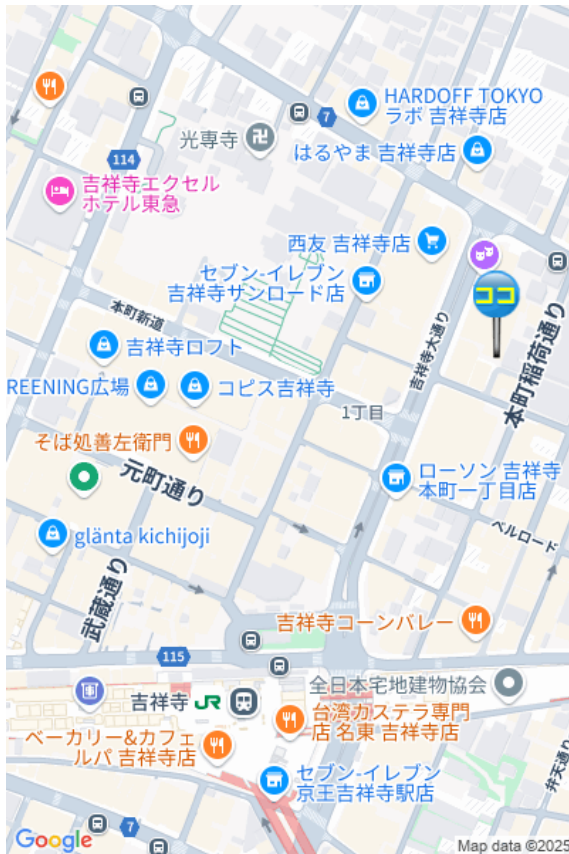 HARDOFF TOKYO
ラボ 吉祥寺店
7
光専寺
はるやま 吉祥寺店
114
吉祥寺エクセル
ホテル東急
西友 吉祥寺店
セブン-イレブン
吉祥寺サンロード店
ココ
本町新道
吉祥寺ロフト
吉祥寺大通り
本町稲荷通り
REENING広場
コピス吉祥寺
1丁目
そば処善左衛門
元町通り
ローソン 吉祥寺
本町一丁目店
ベルロード
glänta kichijoji
武蔵通り
吉祥寺コーンバレー
115
全日本宅地建物協会
吉祥寺 JR
台湾カステラ専門
店 名東 吉祥寺店
ベーカリー&カフェ
ルパ 吉祥寺店
セブン-イレブン
京王吉祥寺駅店
弁天通り
7
Google
Map data ©2025